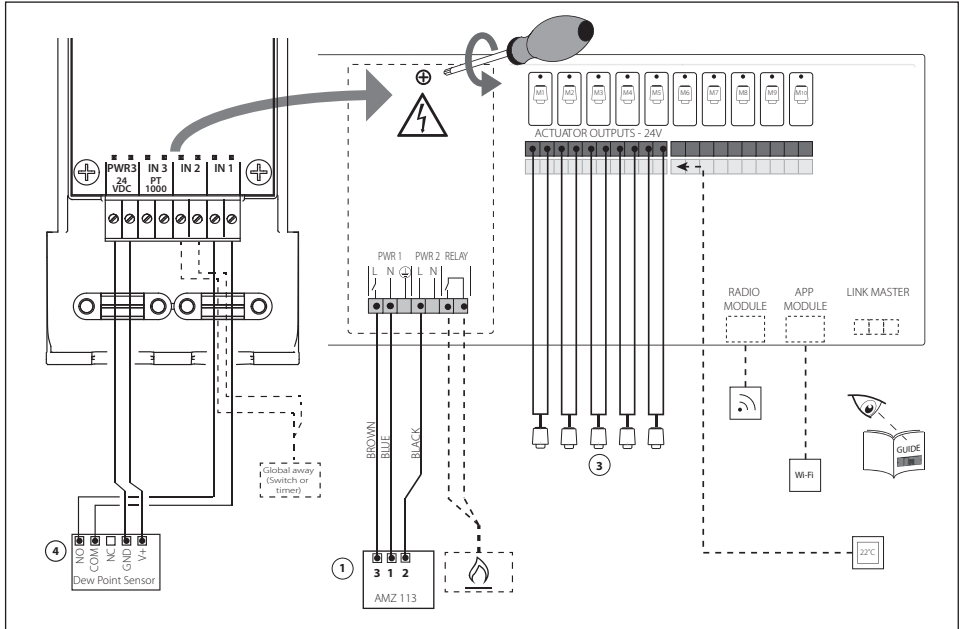 M1 M2 M3 M4 M5 M6 M7 M8 M9 M10
ACTUATOR OUTPUTS - 24V
PWR3 IN 3 IN 2 IN 1
24 VDC
PT 1000
PWR 1 PWR 2 RELAY
L N L N
RADIO MODULE
APP MODULE
LINK MASTER
BROWN
BLUE
BLACK
Global away
(Switch or
timer)
3
GUIDE
Wi-Fi
4
NO
COM
NC
GND
V+
Dew Point Sensor
1
3 1 2
AMZ 113
22°C